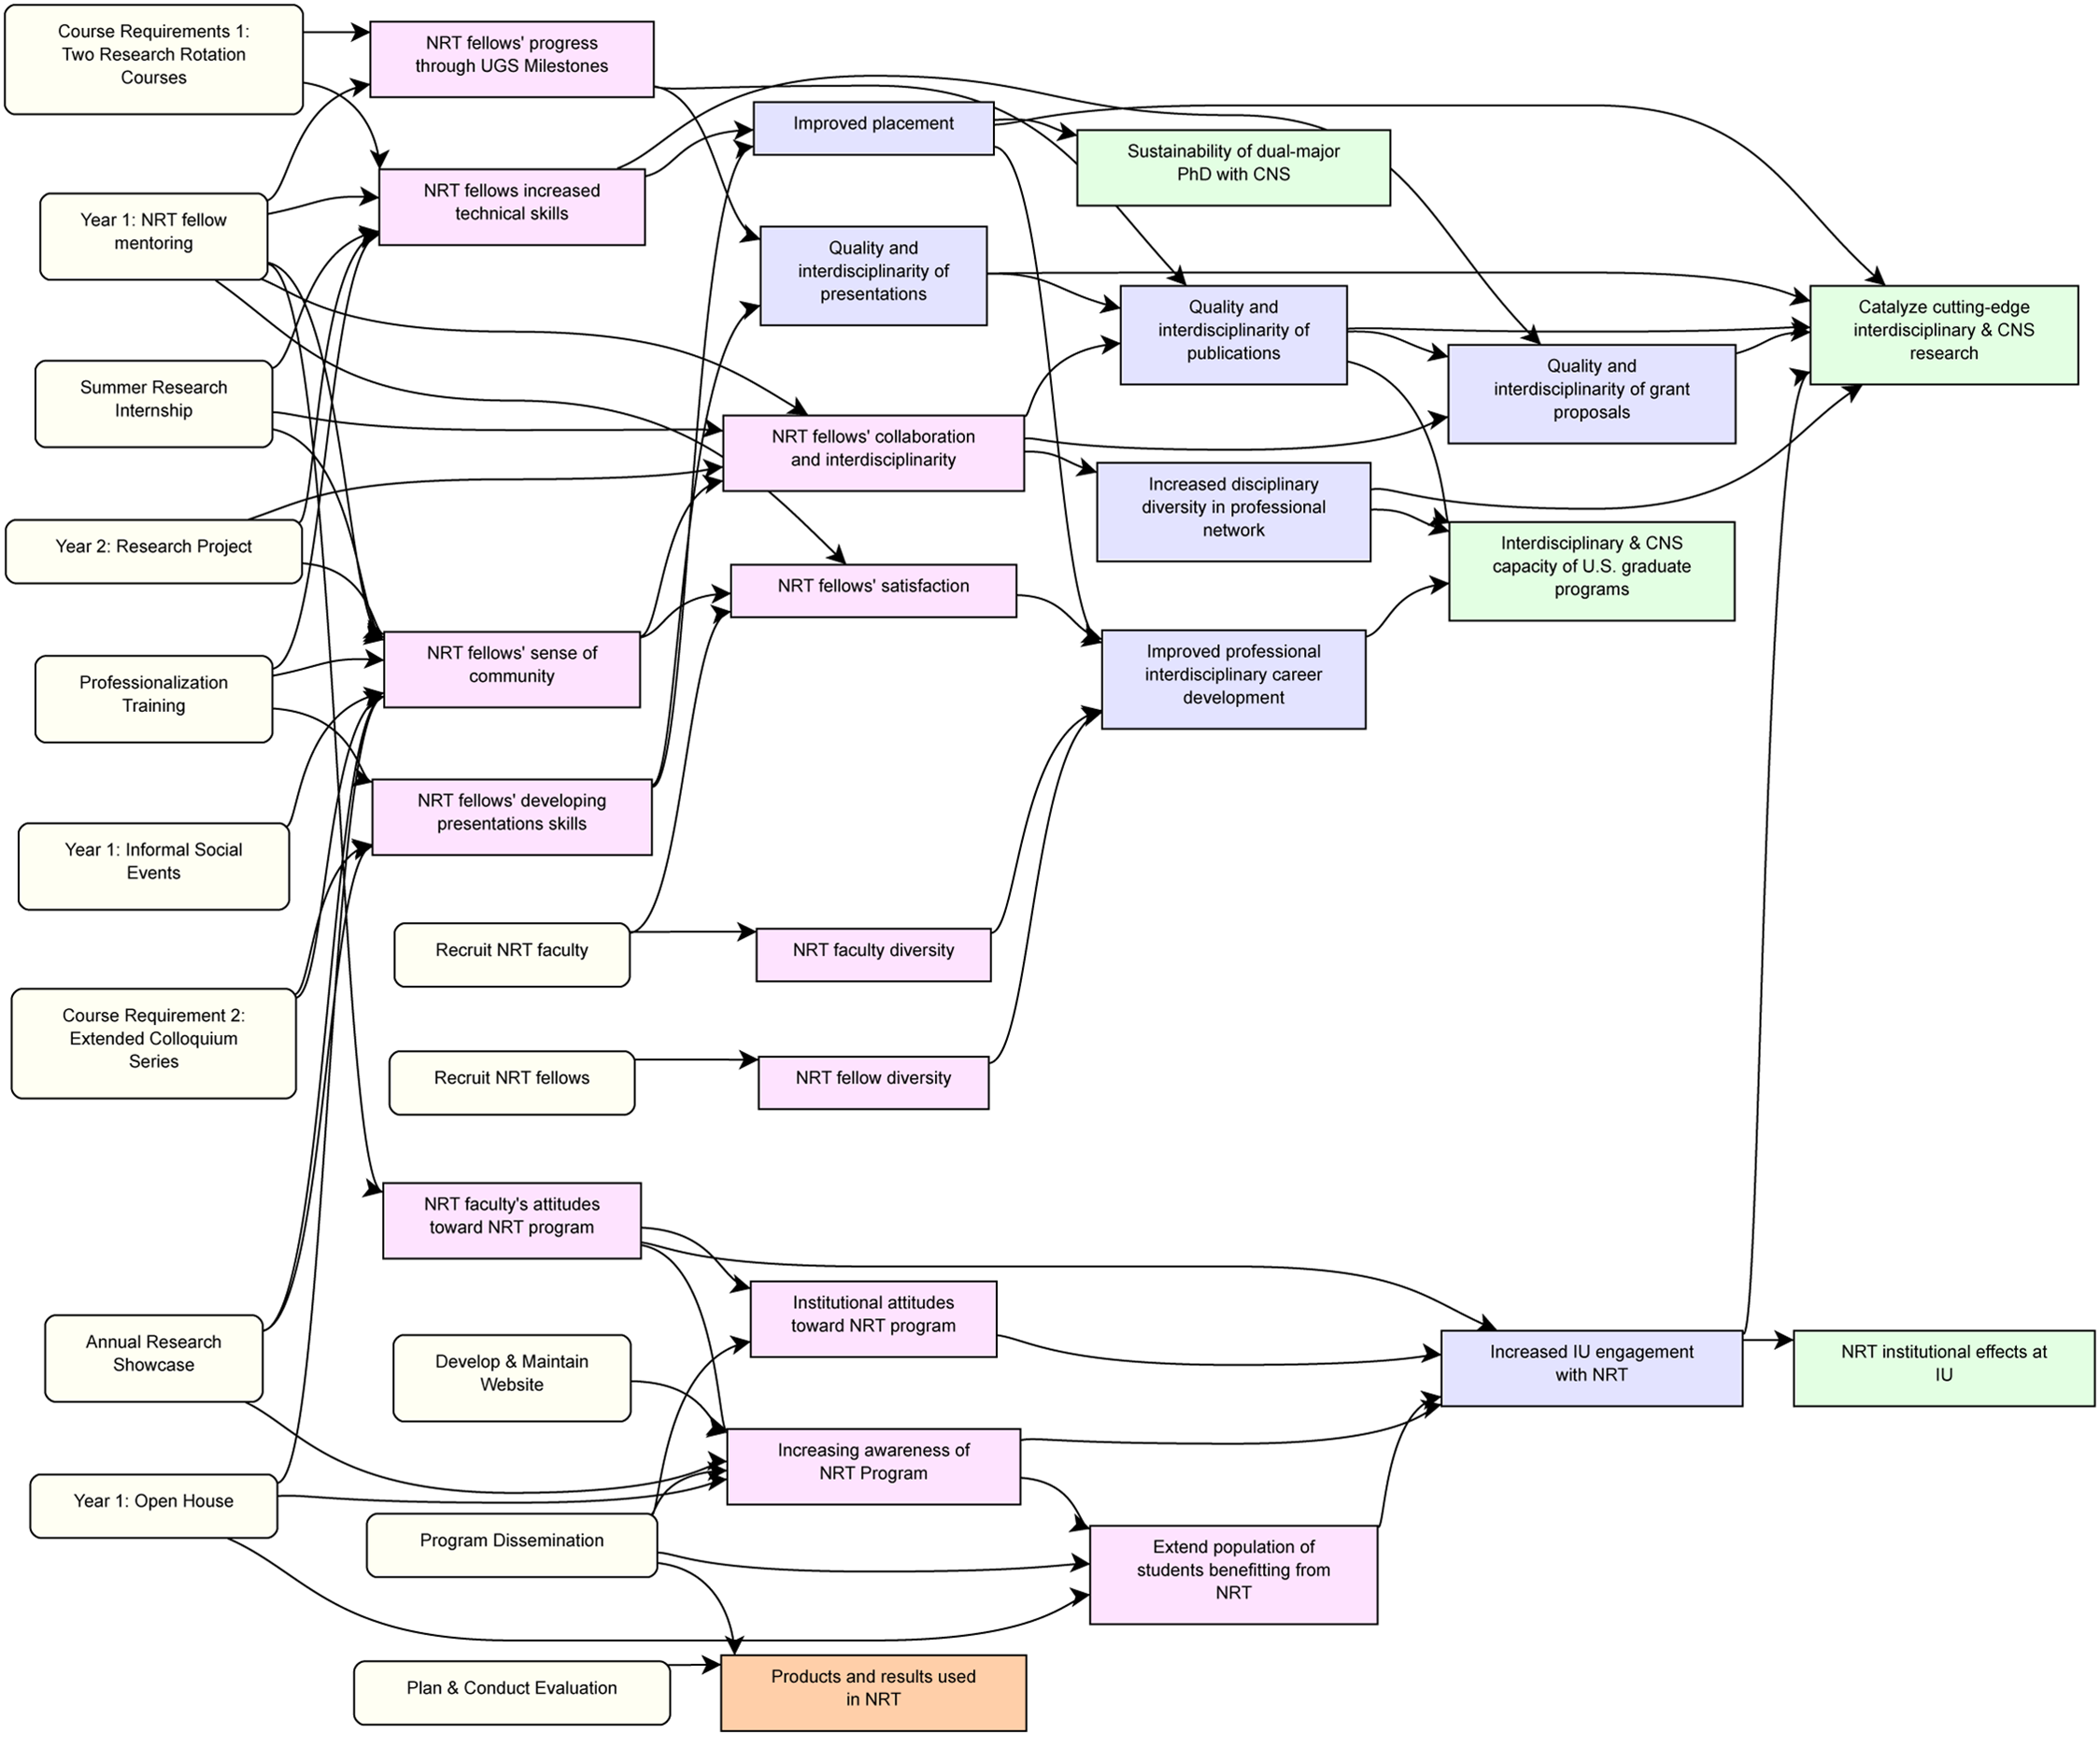 Course Requirements 1:
Two Research Rotation
Courses
NRT fellows' progress
through UGS Milestones
Improved placement
Sustainability of dual-major
PhD with CNS
Year 1: NRT fellow
mentoring
NRT fellows increased
technical skills
Quality and
interdisciplinarity of
presentations
Quality and
interdisciplinarity of
publications
Catalyze cutting-edge
interdisciplinary & CNS
research
Quality and
interdisciplinarity of grant
proposals
Summer Research
Internship
NRT fellows' collaboration
and interdisciplinarity
Increased disciplinary
diversity in professional
network
Year 2: Research Project
Interdisciplinary & CNS
capacity of U.S. graduate
programs
NRT fellows' satisfaction
Professionalization
Training
NRT fellows' sense of
community
Improved professional
interdisciplinary career
development
NRT fellows' developing
presentations skills
Year 1: Informal Social
Events
Recruit NRT faculty
NRT faculty diversity
Course Requirement 2:
Extended Colloquium
Series
Recruit NRT fellows
NRT fellow diversity
NRT faculty's attitudes
toward NRT program
Institutional attitudes
toward NRT program
Annual Research
Showcase
Develop & Maintain
Website
Increased IU engagement
with NRT
NRT institutional effects at
IU
Increasing awareness of
NRT Program
Year 1: Open House
Program Dissemination
Extend population of
students benefitting from
NRT
Plan & Conduct Evaluation
Products and results used
in NRT